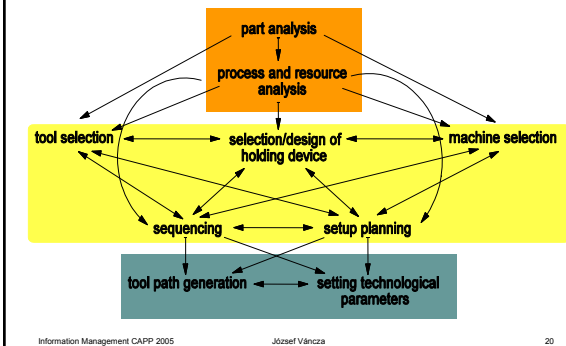 part analysis
process and resource
analysis
tool selection
selection/design of
holding device
machine selection
sequencing
setup planning
tool path generation
setting technological
parameters
Information Management CAPP 2005
József Váncza
20